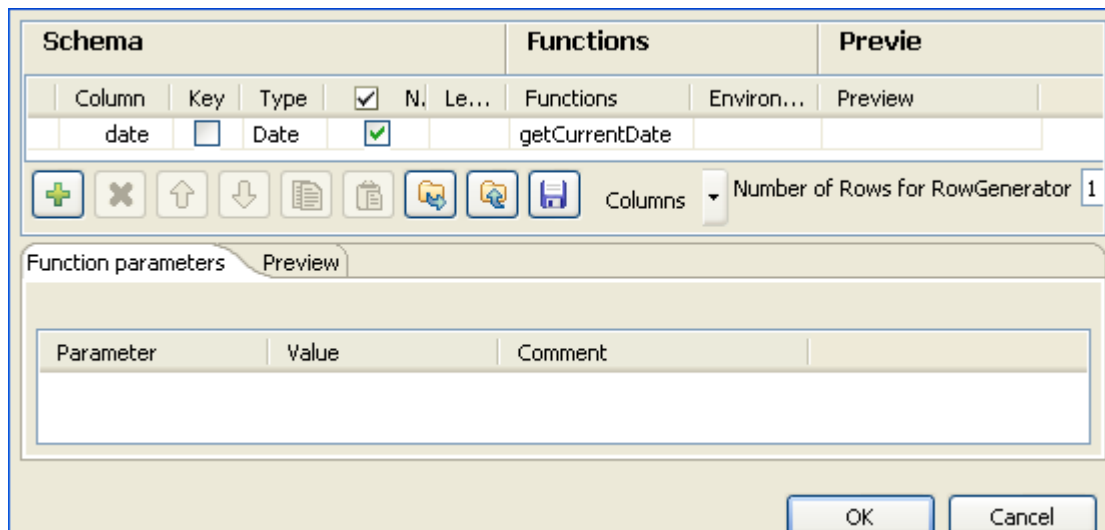 Schema Functions Previe
Column Key Type N. Le... Functions Environ... Preview
date Date getCurrentDate
Columns Number of Rows for RowGenerator 1
Function parameters Preview
Parameter Value Comment
OK Cancel